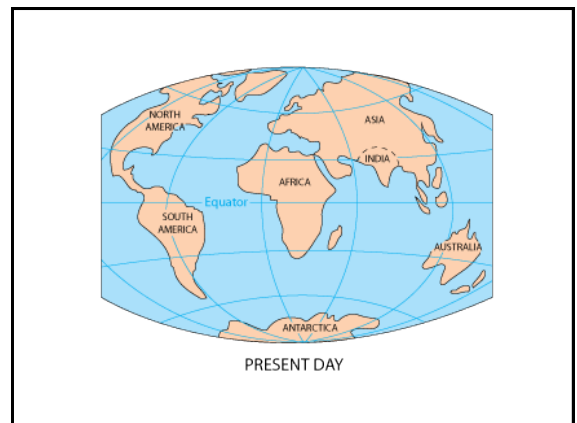 NORTH
AMERICA
ASIA
INDIA
AFRICA
Equator
SOUTH
AMERICA
AUSTRALIA
ANTARCTICA
PRESENT DAY